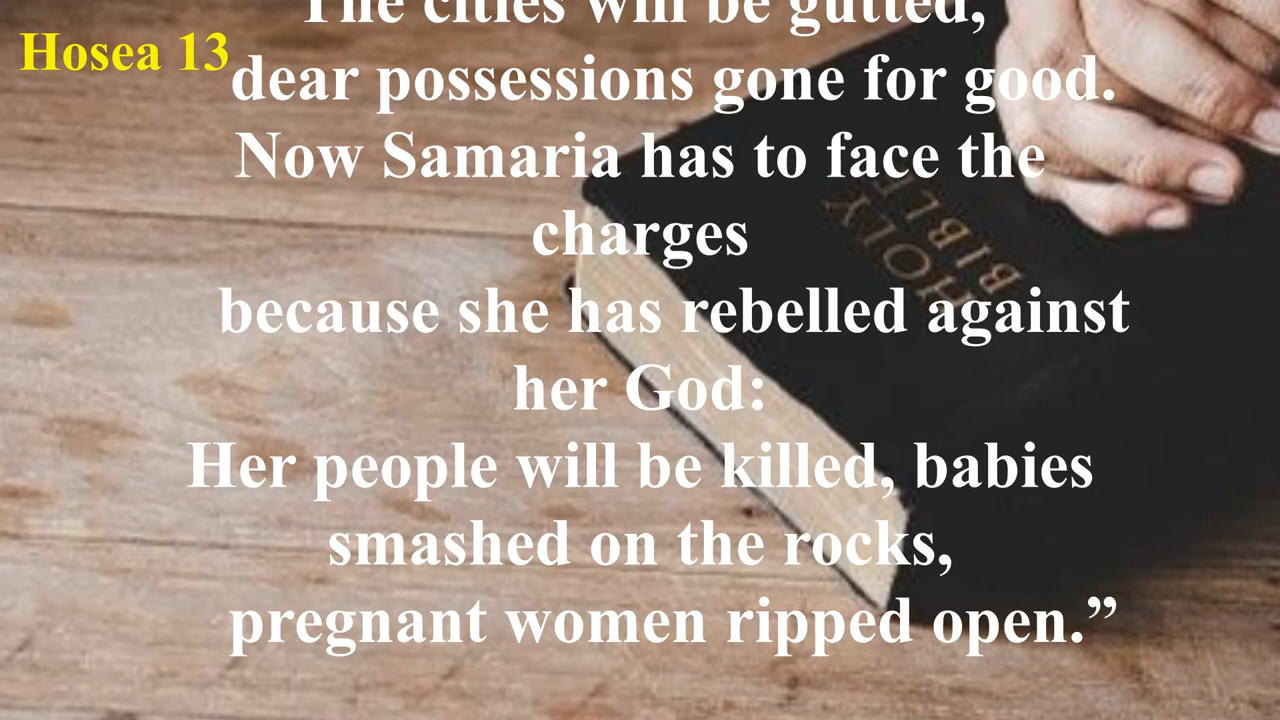 The cities will be gutted,
Hosea 13
dear possessions gone for good.
Now Samaria has to face the
charges
because she has rebelled against
her God:
Her people will be killed, babies
smashed on the rocks,
pregnant women ripped open.”
HOLY
BIBLE